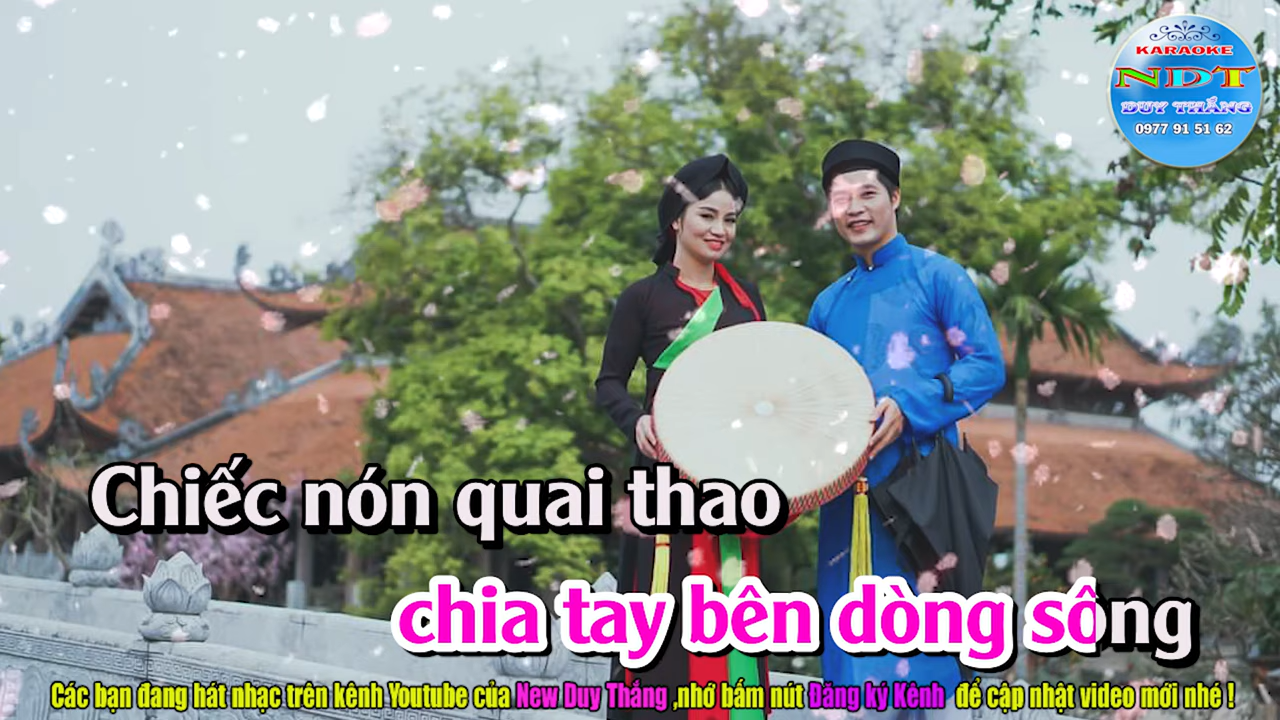 KARAOKE
NDT
DUY THẮNG
0977 91 51 62
Chiếc nón quai thao
chia tay bên dòng sông
Các bạn đang hát nhạc trên kênh Youtube của New Duy Thắng ,nhớ bấm nút Đăng ký Kênh để cập nhật video mới nhé !